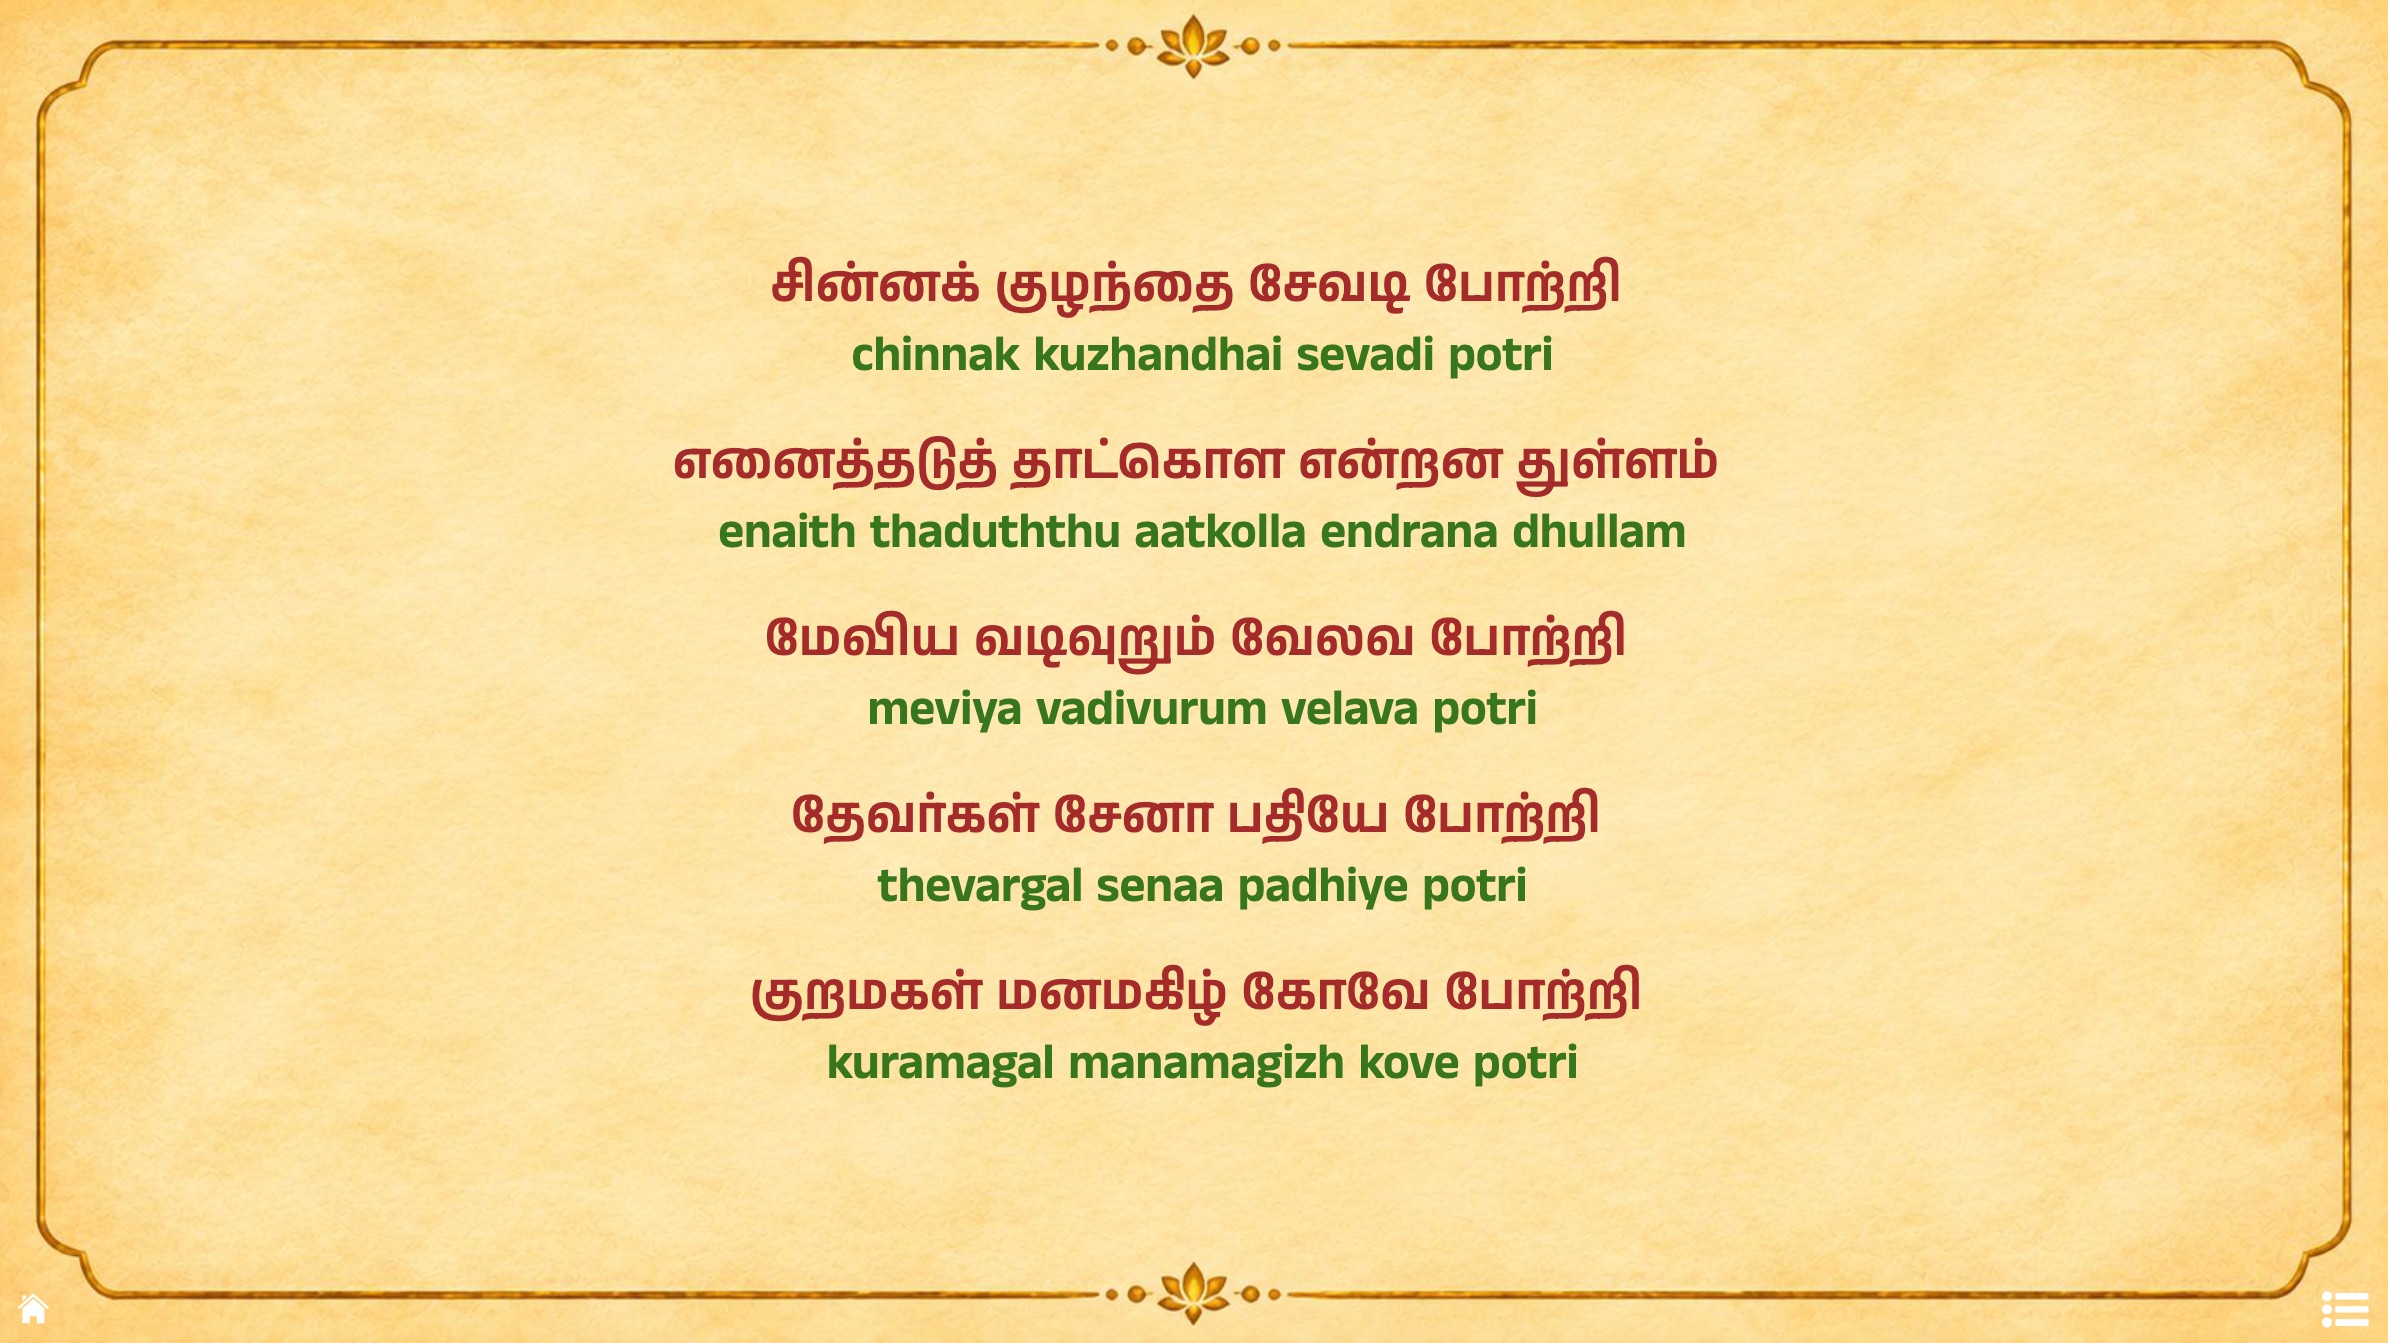 சின்னக் குழந்தை சேவடி போற்றி
chinnak kuzhandhai sevadi potri
எனைத்தடுத் தாட்கொள என்றன துள்ளம்
enaith thaduththu aatkolla endrana dhullam
மேவிய வடிவுறும் வேலவ போற்றி
meviya vadivurum velava potri
தேவர்கள் சேனா பதியே போற்றி
thevargal senaa padhiye potri
குறமகள் மனமகிழ் கோவே போற்றி
kuramagal manamagizh kove potri